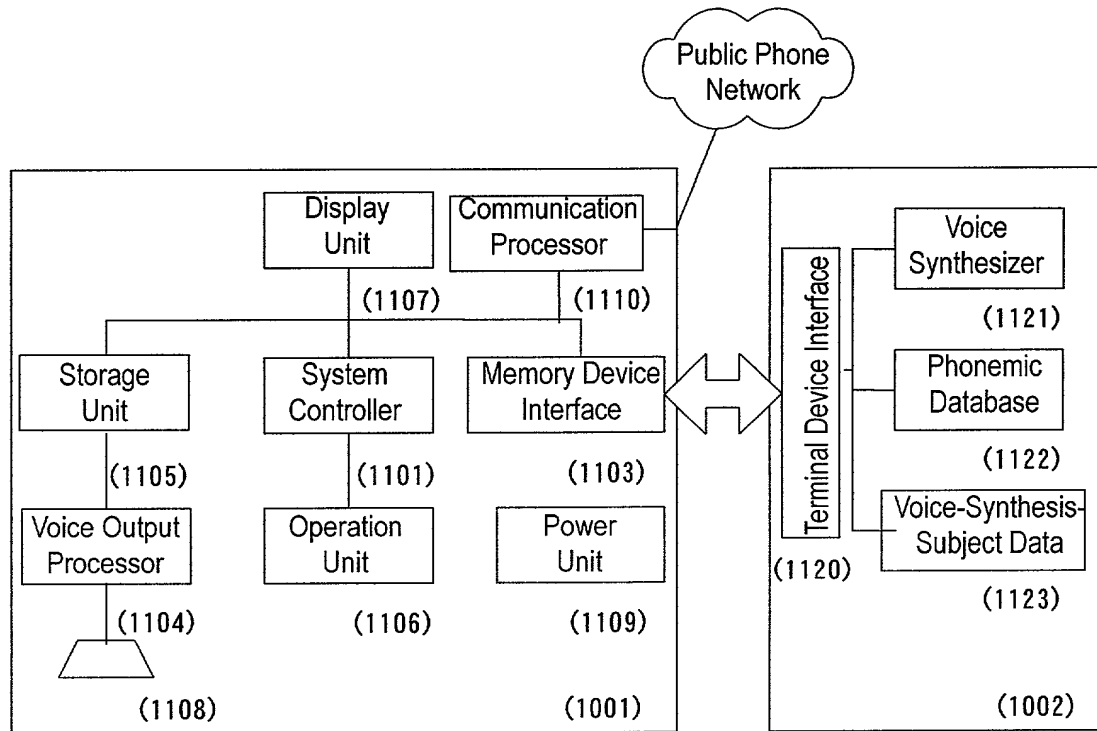 Public Phone
Network
Display
Unit
(1107)
Communication
Processor
(1110)
Storage
Unit
(1105)
System
Controller
(1101)
Memory Device
Interface
(1103)
Voice Output
Processor
(1104)
Operation
Unit
(1106)
Power
Unit
(1109)
(1108)
(1001)
Terminal Device Interface
(1120)
Voice
Synthesizer
(1121)
Phonemic
Database
(1122)
Voice-Synthesis-
Subject Data
(1123)
(1002)